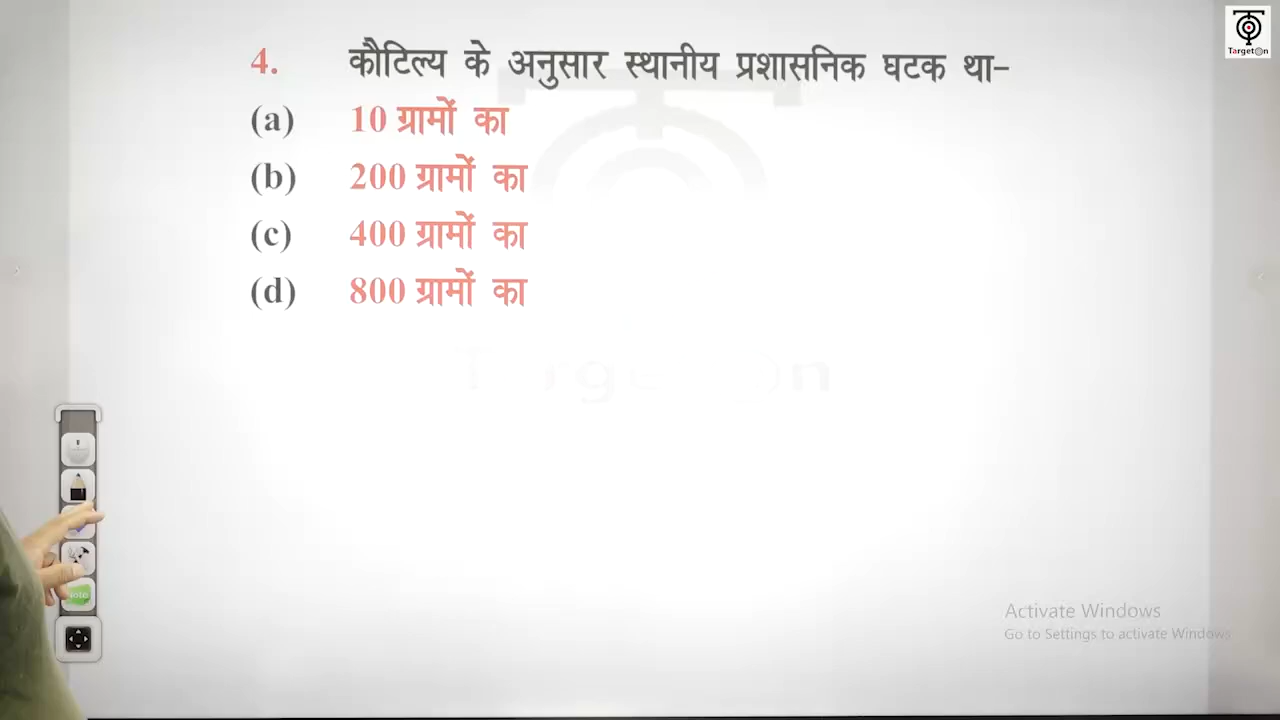 TargetOn
4. कौटिल्य के अनुसार स्थानीय प्रशासनिक घटक था–
(a) 10 ग्रामों का
(b) 200 ग्रामों का
(c) 400 ग्रामों का
(d) 800 ग्रामों का
Activate Windows
Go to Settings to activate Windows.